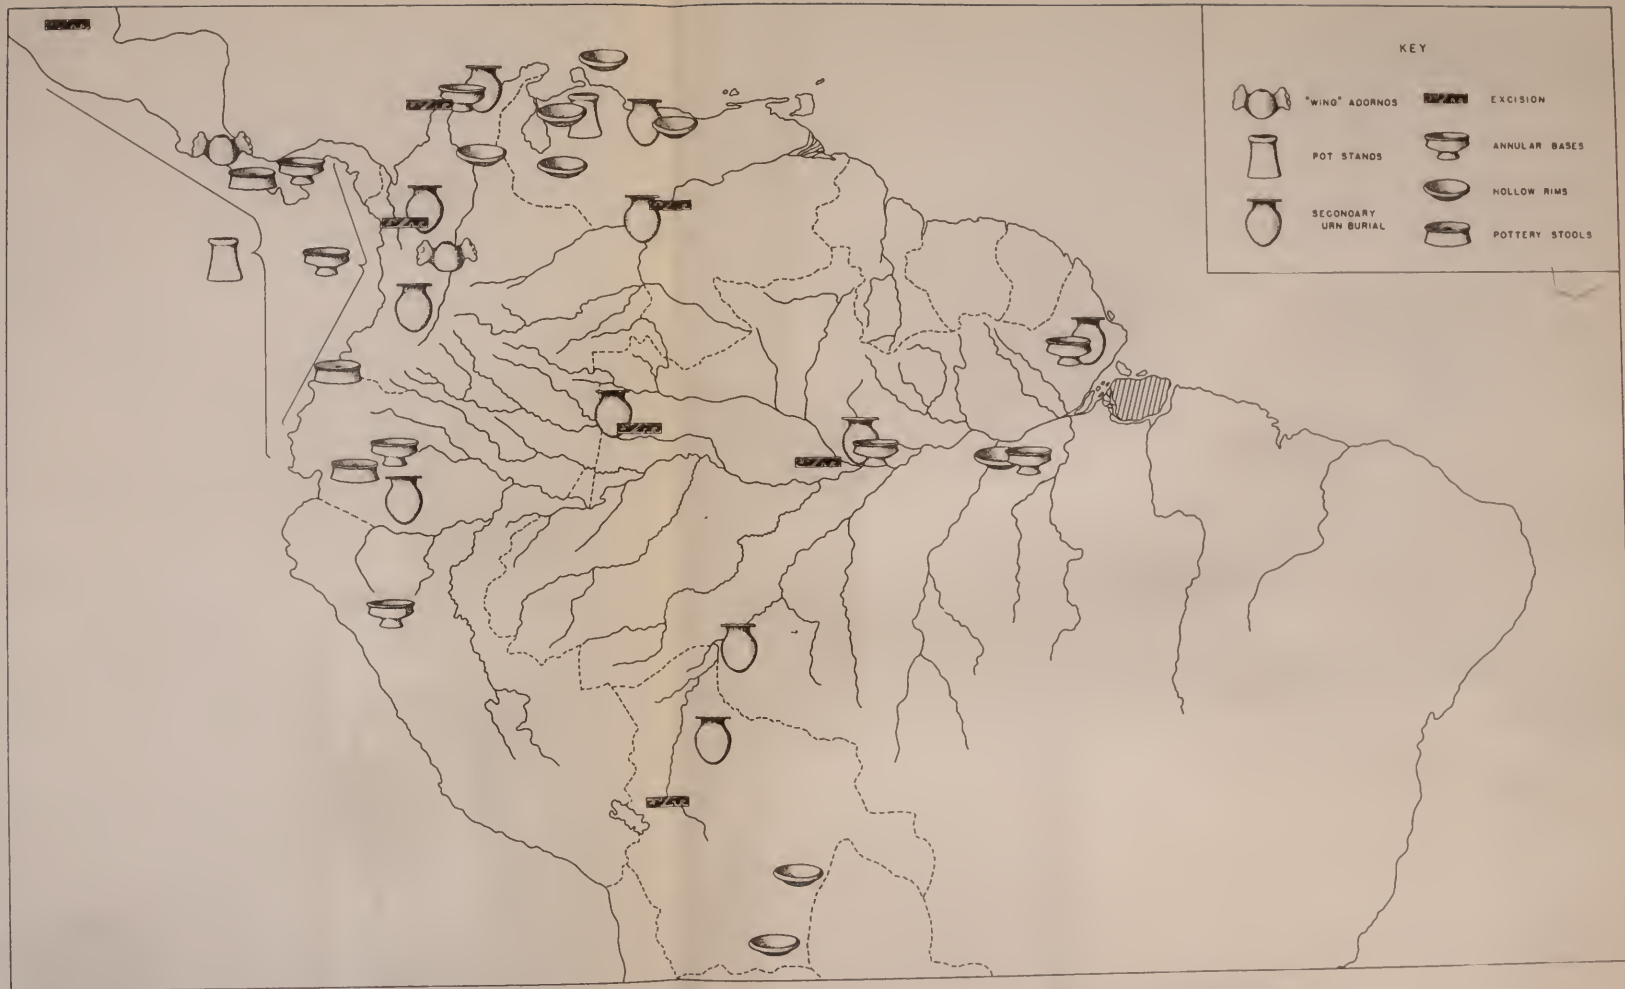 KEY
"WING" ADORNOS
POT STANDS
SECONDARY
URN BURIAL
EXCISION
ANNULAR BASES
HOLLOW RIMS
POTTERY STOOLS